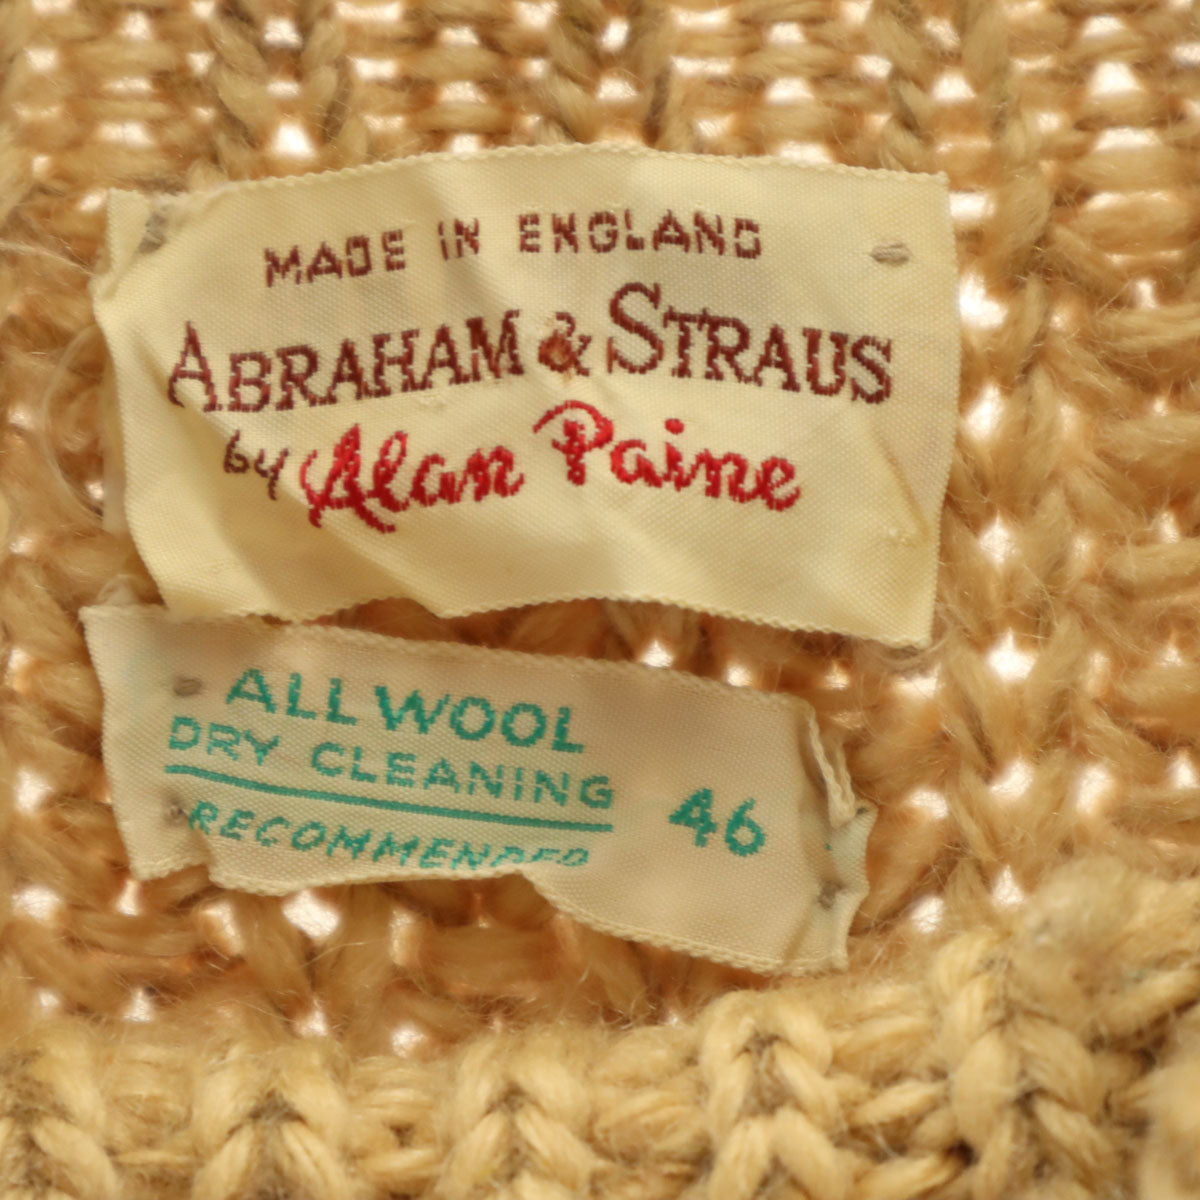 MADE IN ENGLAND
ABRAHAM & STRAUS
by Alan Paine
ALL WOOL
DRY CLEANING
RECOMMENDED
46